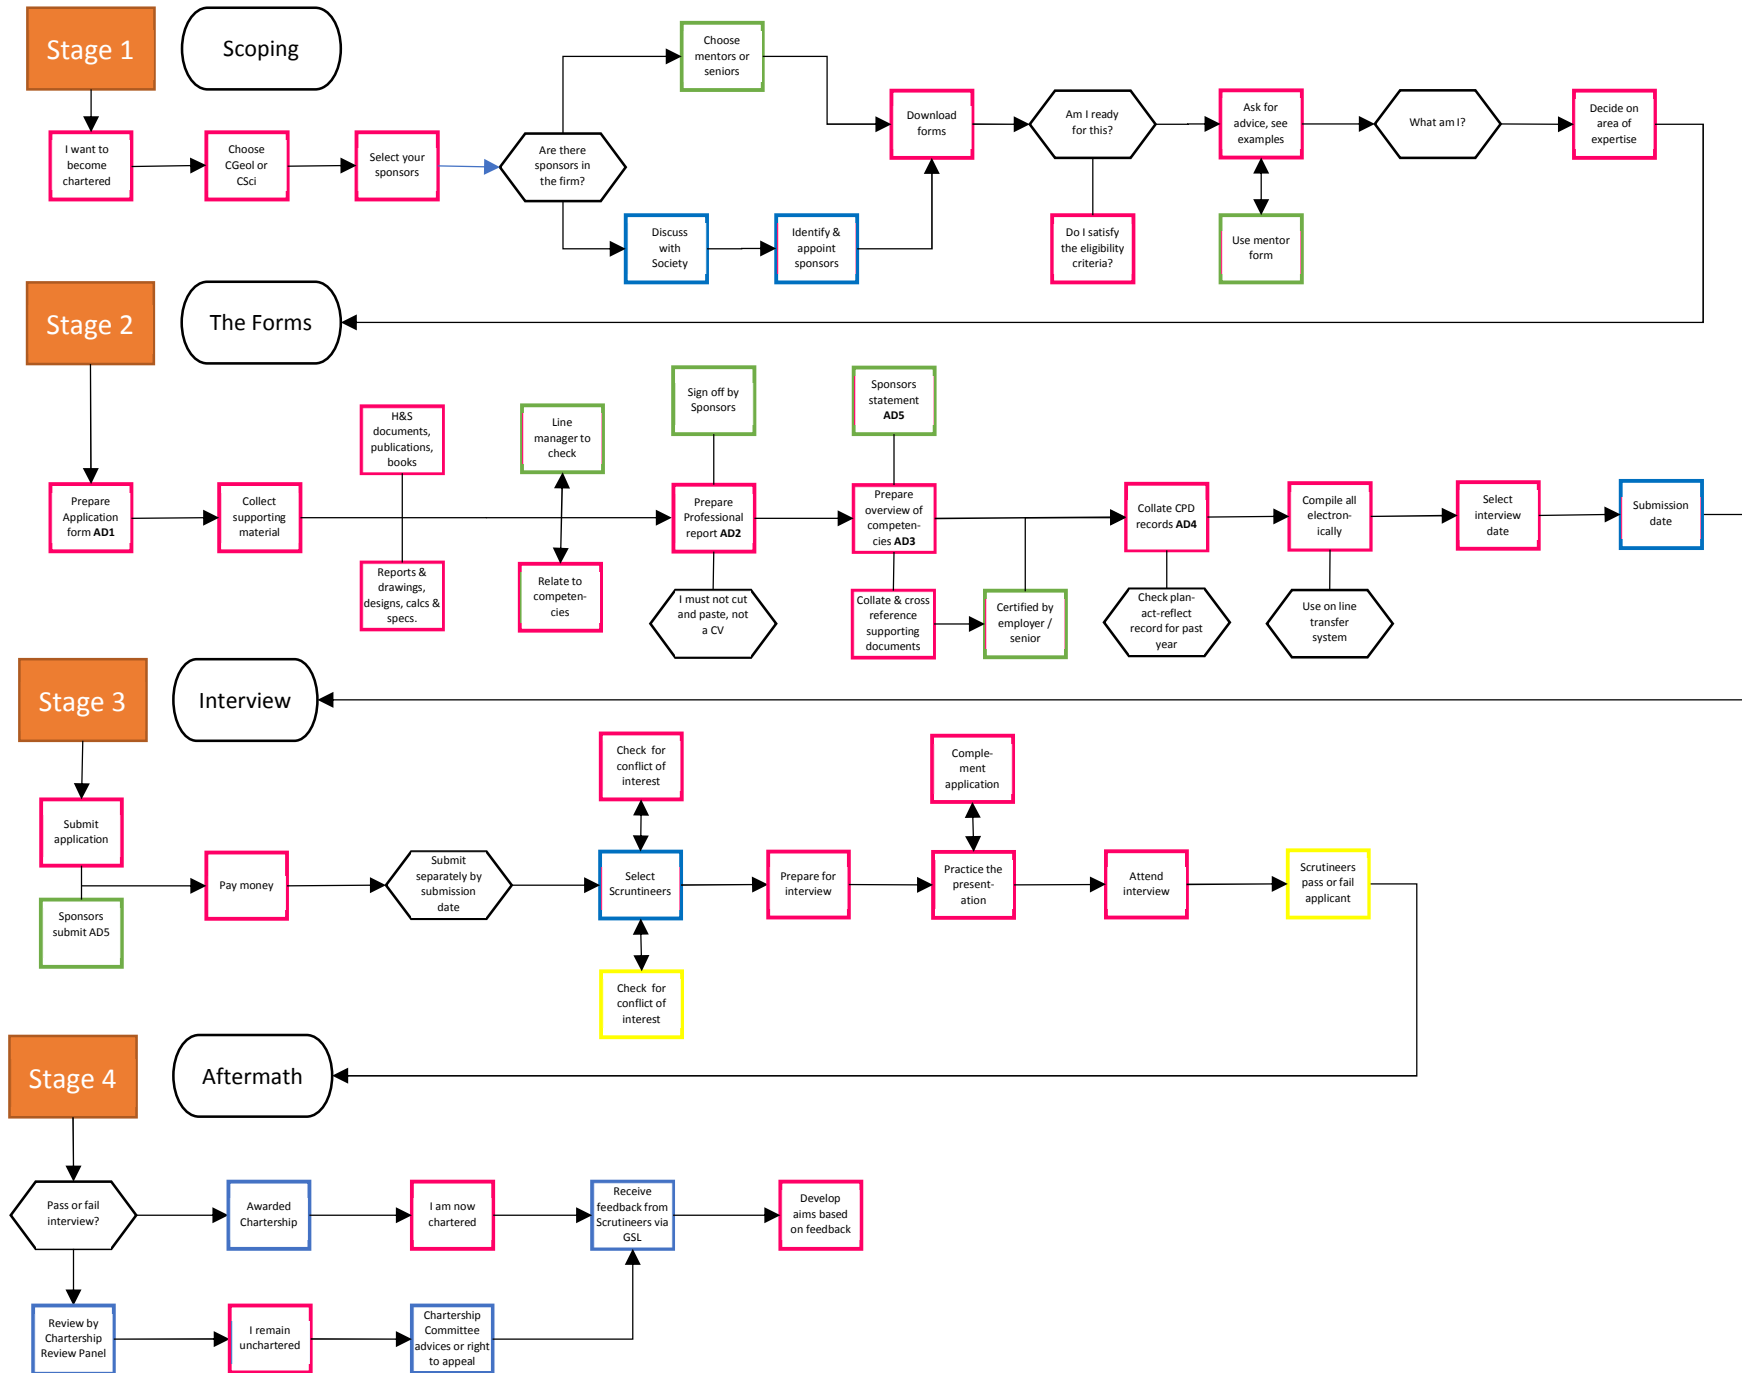 Stage 1
Scoping
I want to
become
chartered
Choose
CGeol or
CSci
Select your
sponsors
Are there
sponsors in
the firm?
Choose
mentors or
seniors
Discuss
with
Society
Identify &
appoint
sponsors
Download
forms
Am I ready
for this?
Do I satisfy
the eligibility
criteria?
Ask for
advice, see
examples
Use mentor
form
What am I?
Decide on
area of
expertise
Stage 2
The Forms
Prepare
Application
form AD1
Collect
supporting
material
H&S
documents,
publications,
books
Reports &
drawings,
designs, calcs &
specs.
Line
manager to
check
Relate to
competen-
cies
Sign off by
Sponsors
Prepare
Professional
report AD2
I must not cut
and paste, not
a CV
Sponsors
statement
AD5
Prepare
overview of
competen-
cies AD3
Collate & cross
reference
supporting
documents
Certified by
employer /
senior
Collate CPD
records AD4
Check plan-
act-reflect
record for past
year
Compile all
electron-
ically
Use on line
transfer
system
Select
interview
date
Submission
date
Stage 3
Interview
Submit
application
Sponsors
submit AD5
Pay money
Submit
separately by
submission
date
Check for
conflict of
interest
Select
Scruntineers
Check for
conflict of
interest
Prepare for
interview
Comple-
ment
application
Practice the
present-
ation
Attend
interview
Scrutineers
pass or fail
applicant
Stage 4
Aftermath
Pass or fail
interview?
Awarded
Chartership
I am now
chartered
Receive
feedback from
Scrutineers via
GSL
Develop
aims based
on feedback
Review by
Chartership
Review Panel
I remain
unchartered
Chartership
Committee
advices or right
to appeal